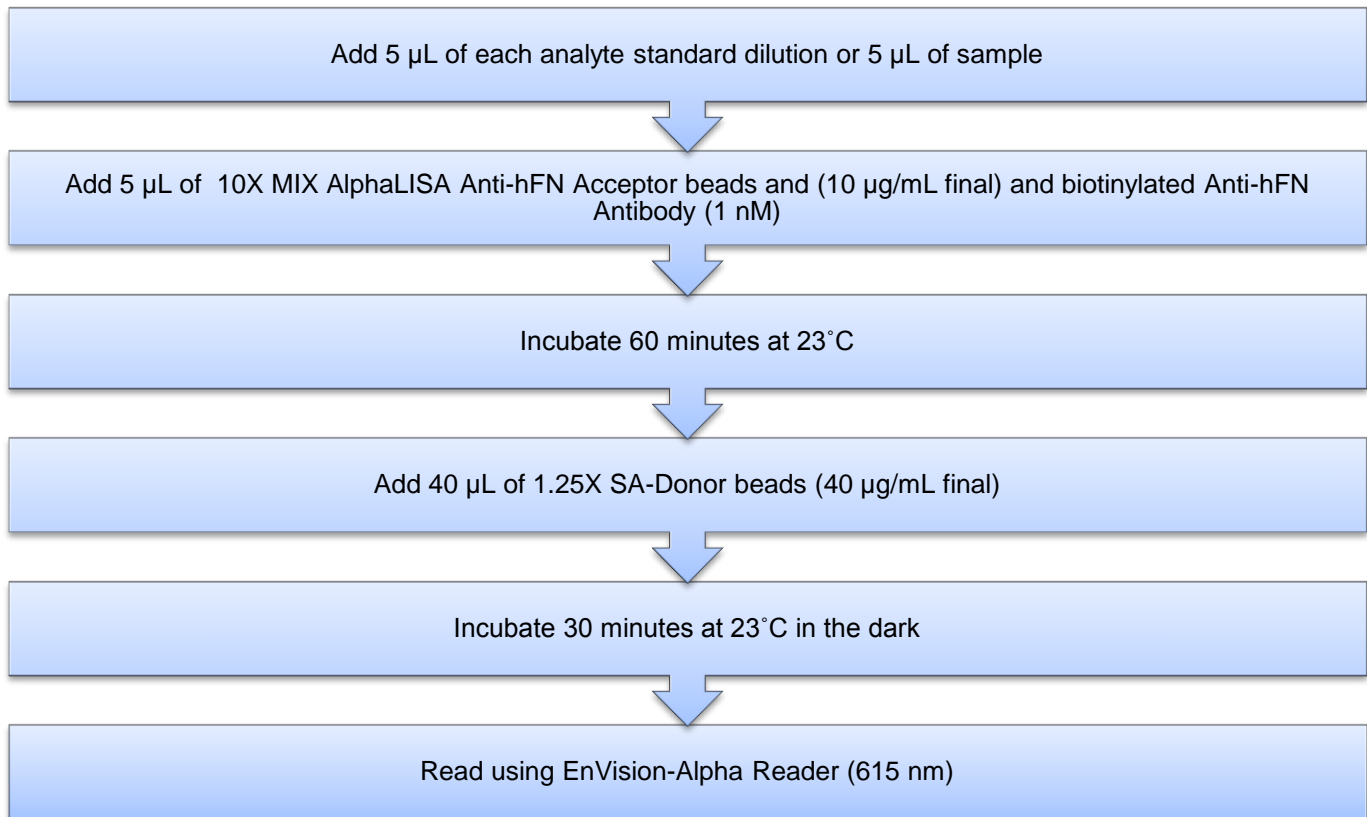 Add 5 µL of each analyte standard dilution or 5 µL of sample
Add 5 µL of  10X MIX AlphaLISA Anti-hFN Acceptor beads and (10 µg/mL final) and biotinylated Anti-hFN
Antibody (1 nM)
Incubate 60 minutes at 23˚C
Add 40 µL of 1.25X SA-Donor beads (40 µg/mL final)
Incubate 30 minutes at 23˚C in the dark
Read using EnVision-Alpha Reader (615 nm)